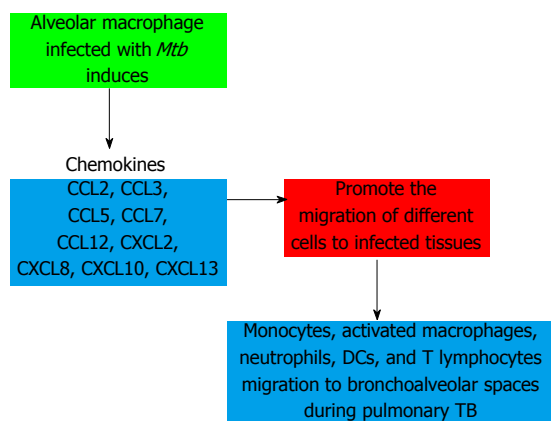 Alveolar macrophage
infected with Mtb
induces
Chemokines
CCL2, CCL3,
CCL5, CCL7,
CCL12, CXCL2,
CXCL8, CXCL10, CXCL13
Promote the
migration of different
cells to infected tissues
Monocytes, activated macrophages,
neutrophils, DCs, and T lymphocytes
migration to bronchoalveolar spaces
during pulmonary TB